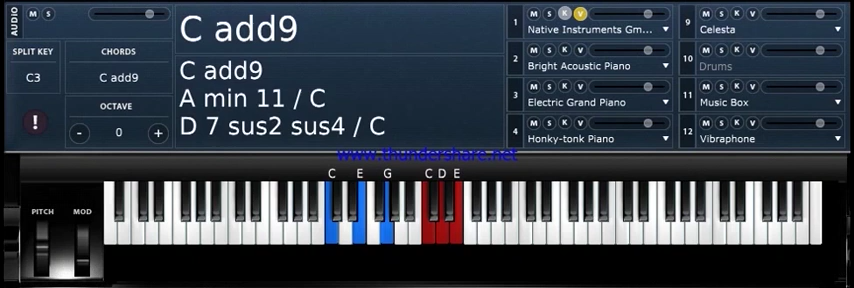 AUDIO
M S
SPLIT KEY
C3
!
CHORDS
C add9
OCTAVE
- 0 +
C add9
C add9
A min 11 / C
D 7 sus2 sus4 / C
1 M S K V
Native Instruments Gm...
2 M S K V
Bright Acoustic Piano
3 M S K V
Electric Grand Piano
4 M S K V
Honky-tonk Piano
9 M S K V
Celesta
10 M S K V
Drums
11 M S K V
Music Box
12 M S K V
Vibraphone
www.thundershare.net
C E G C D E
PITCH MOD